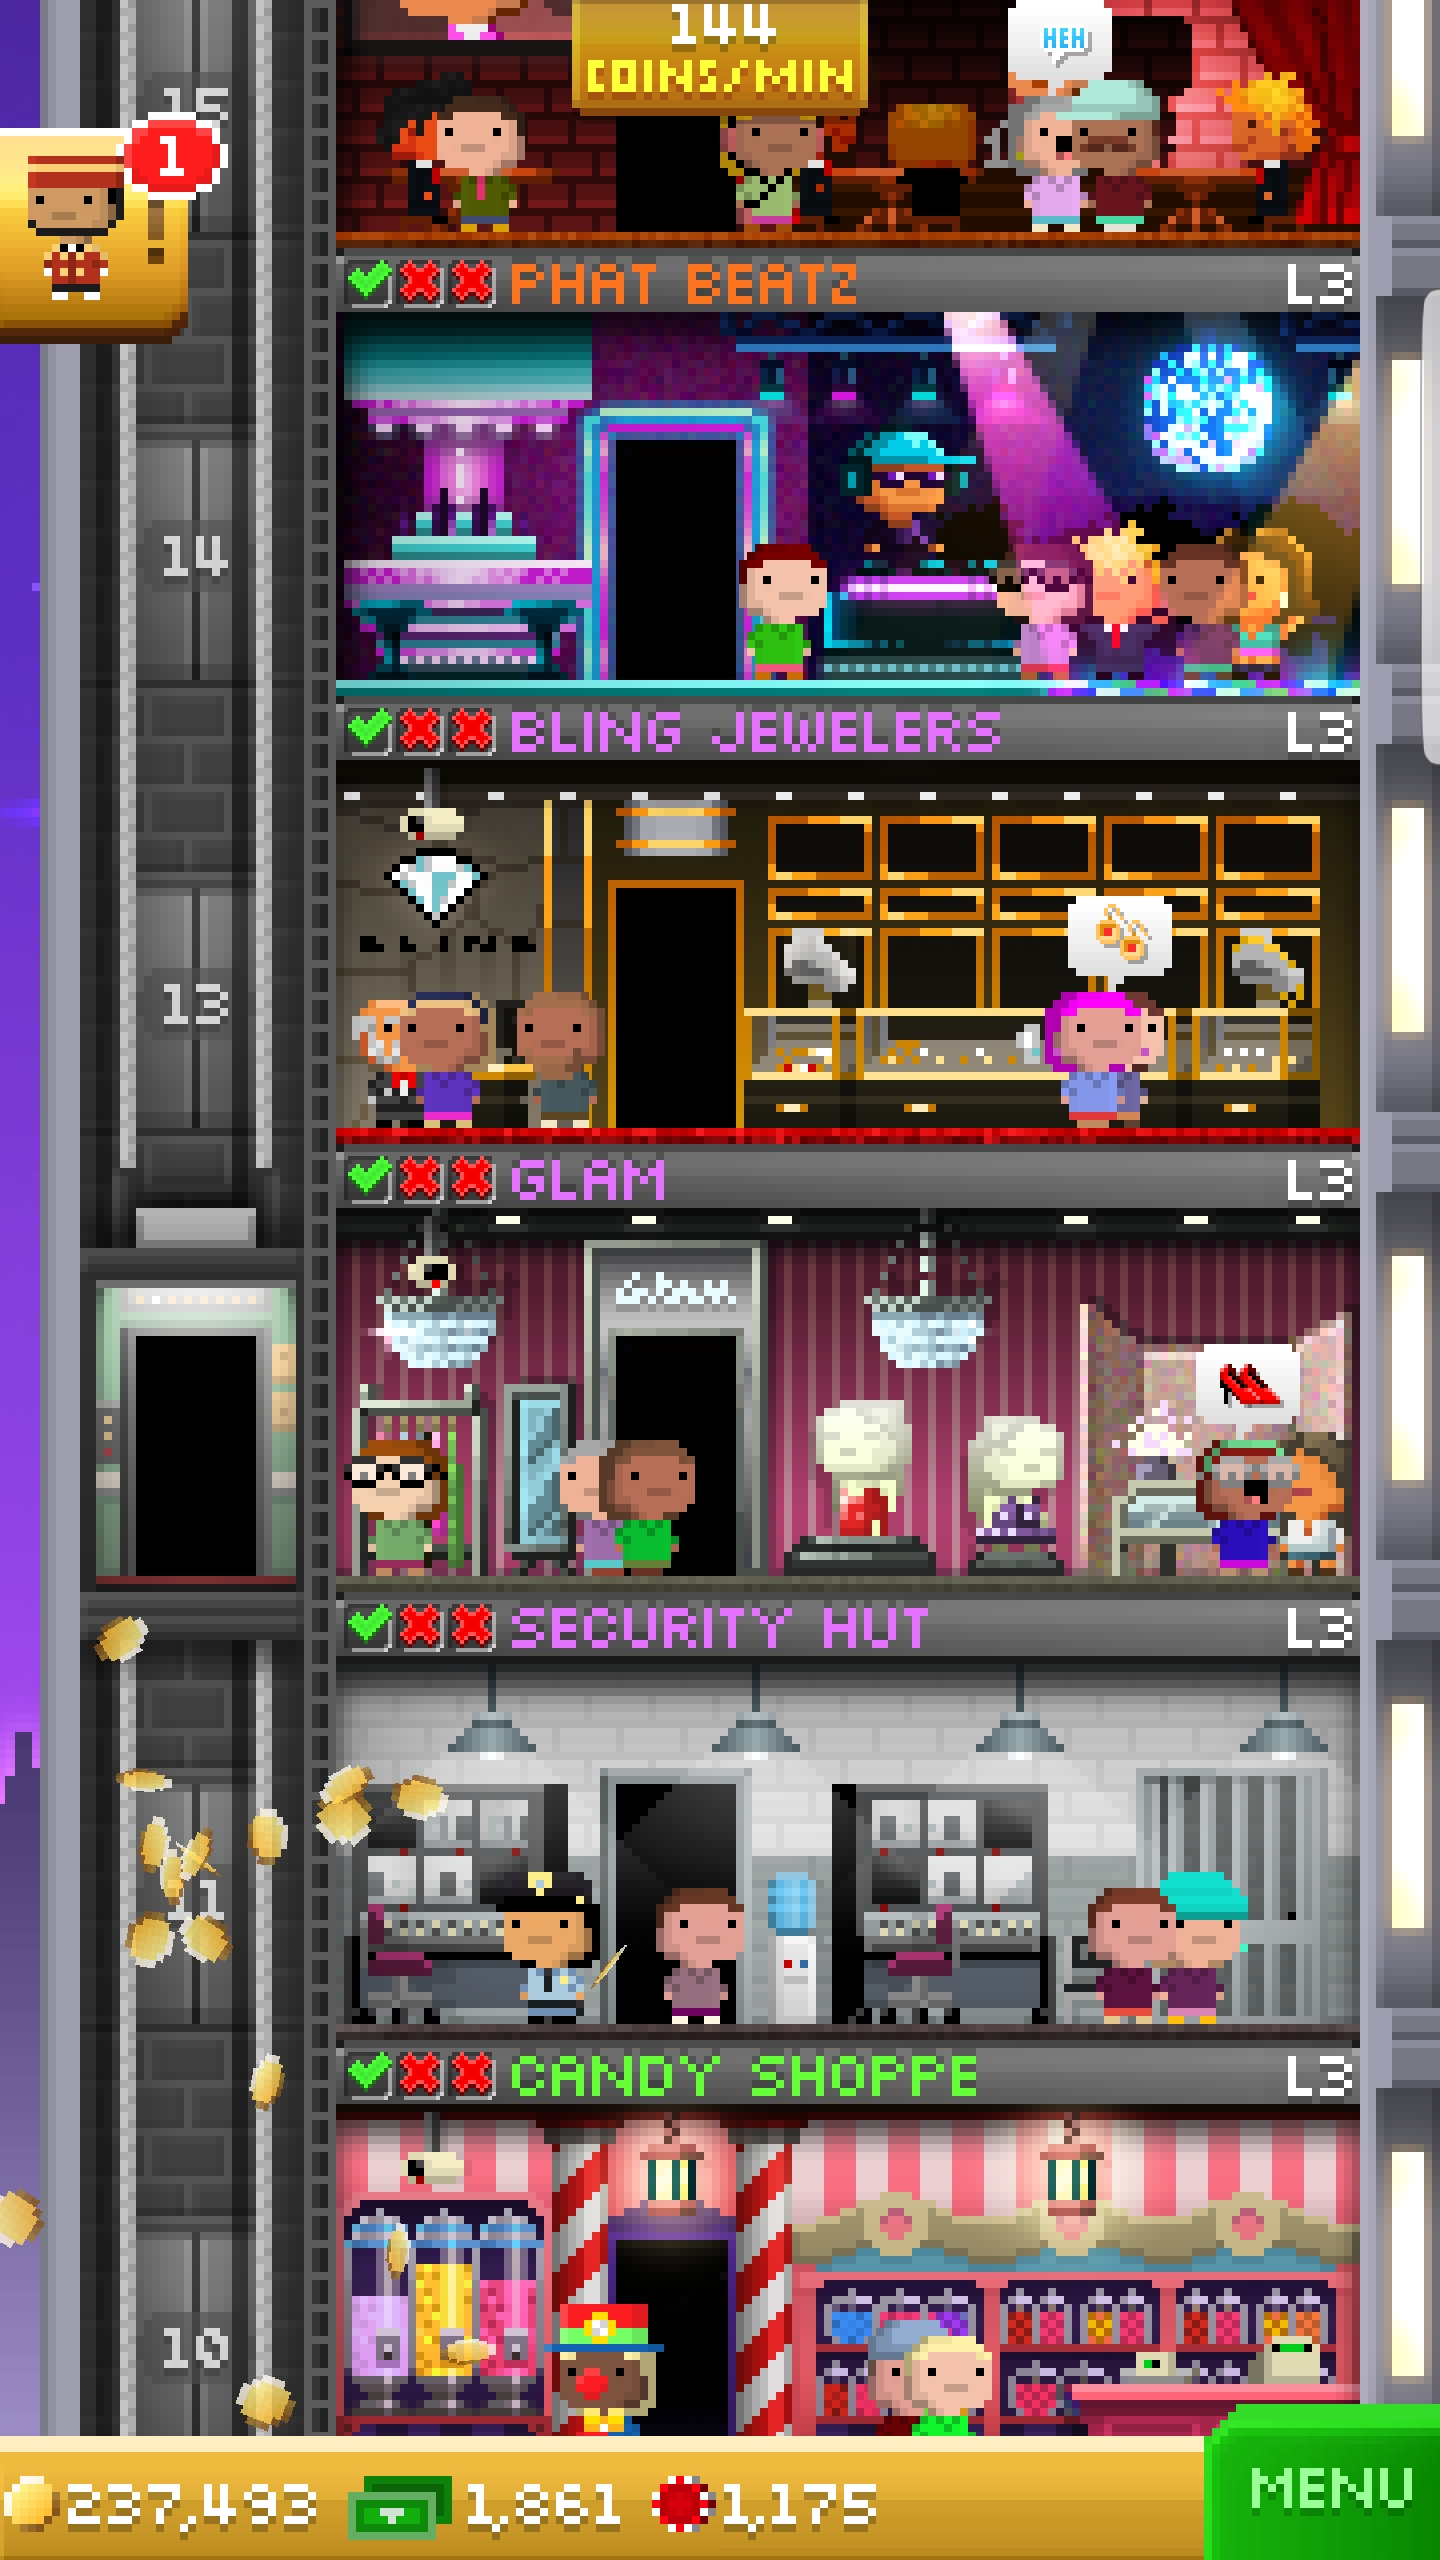 144
COINS/MIN
HEH
15
1
PHAT BEATZ L3
14
BLING JEWELERS L3
BLING
13
GLAM L3
Glam
SECURITY HUT L3
CANDY SHOPPE L3
10
237,493 1,861 1,175
MENU